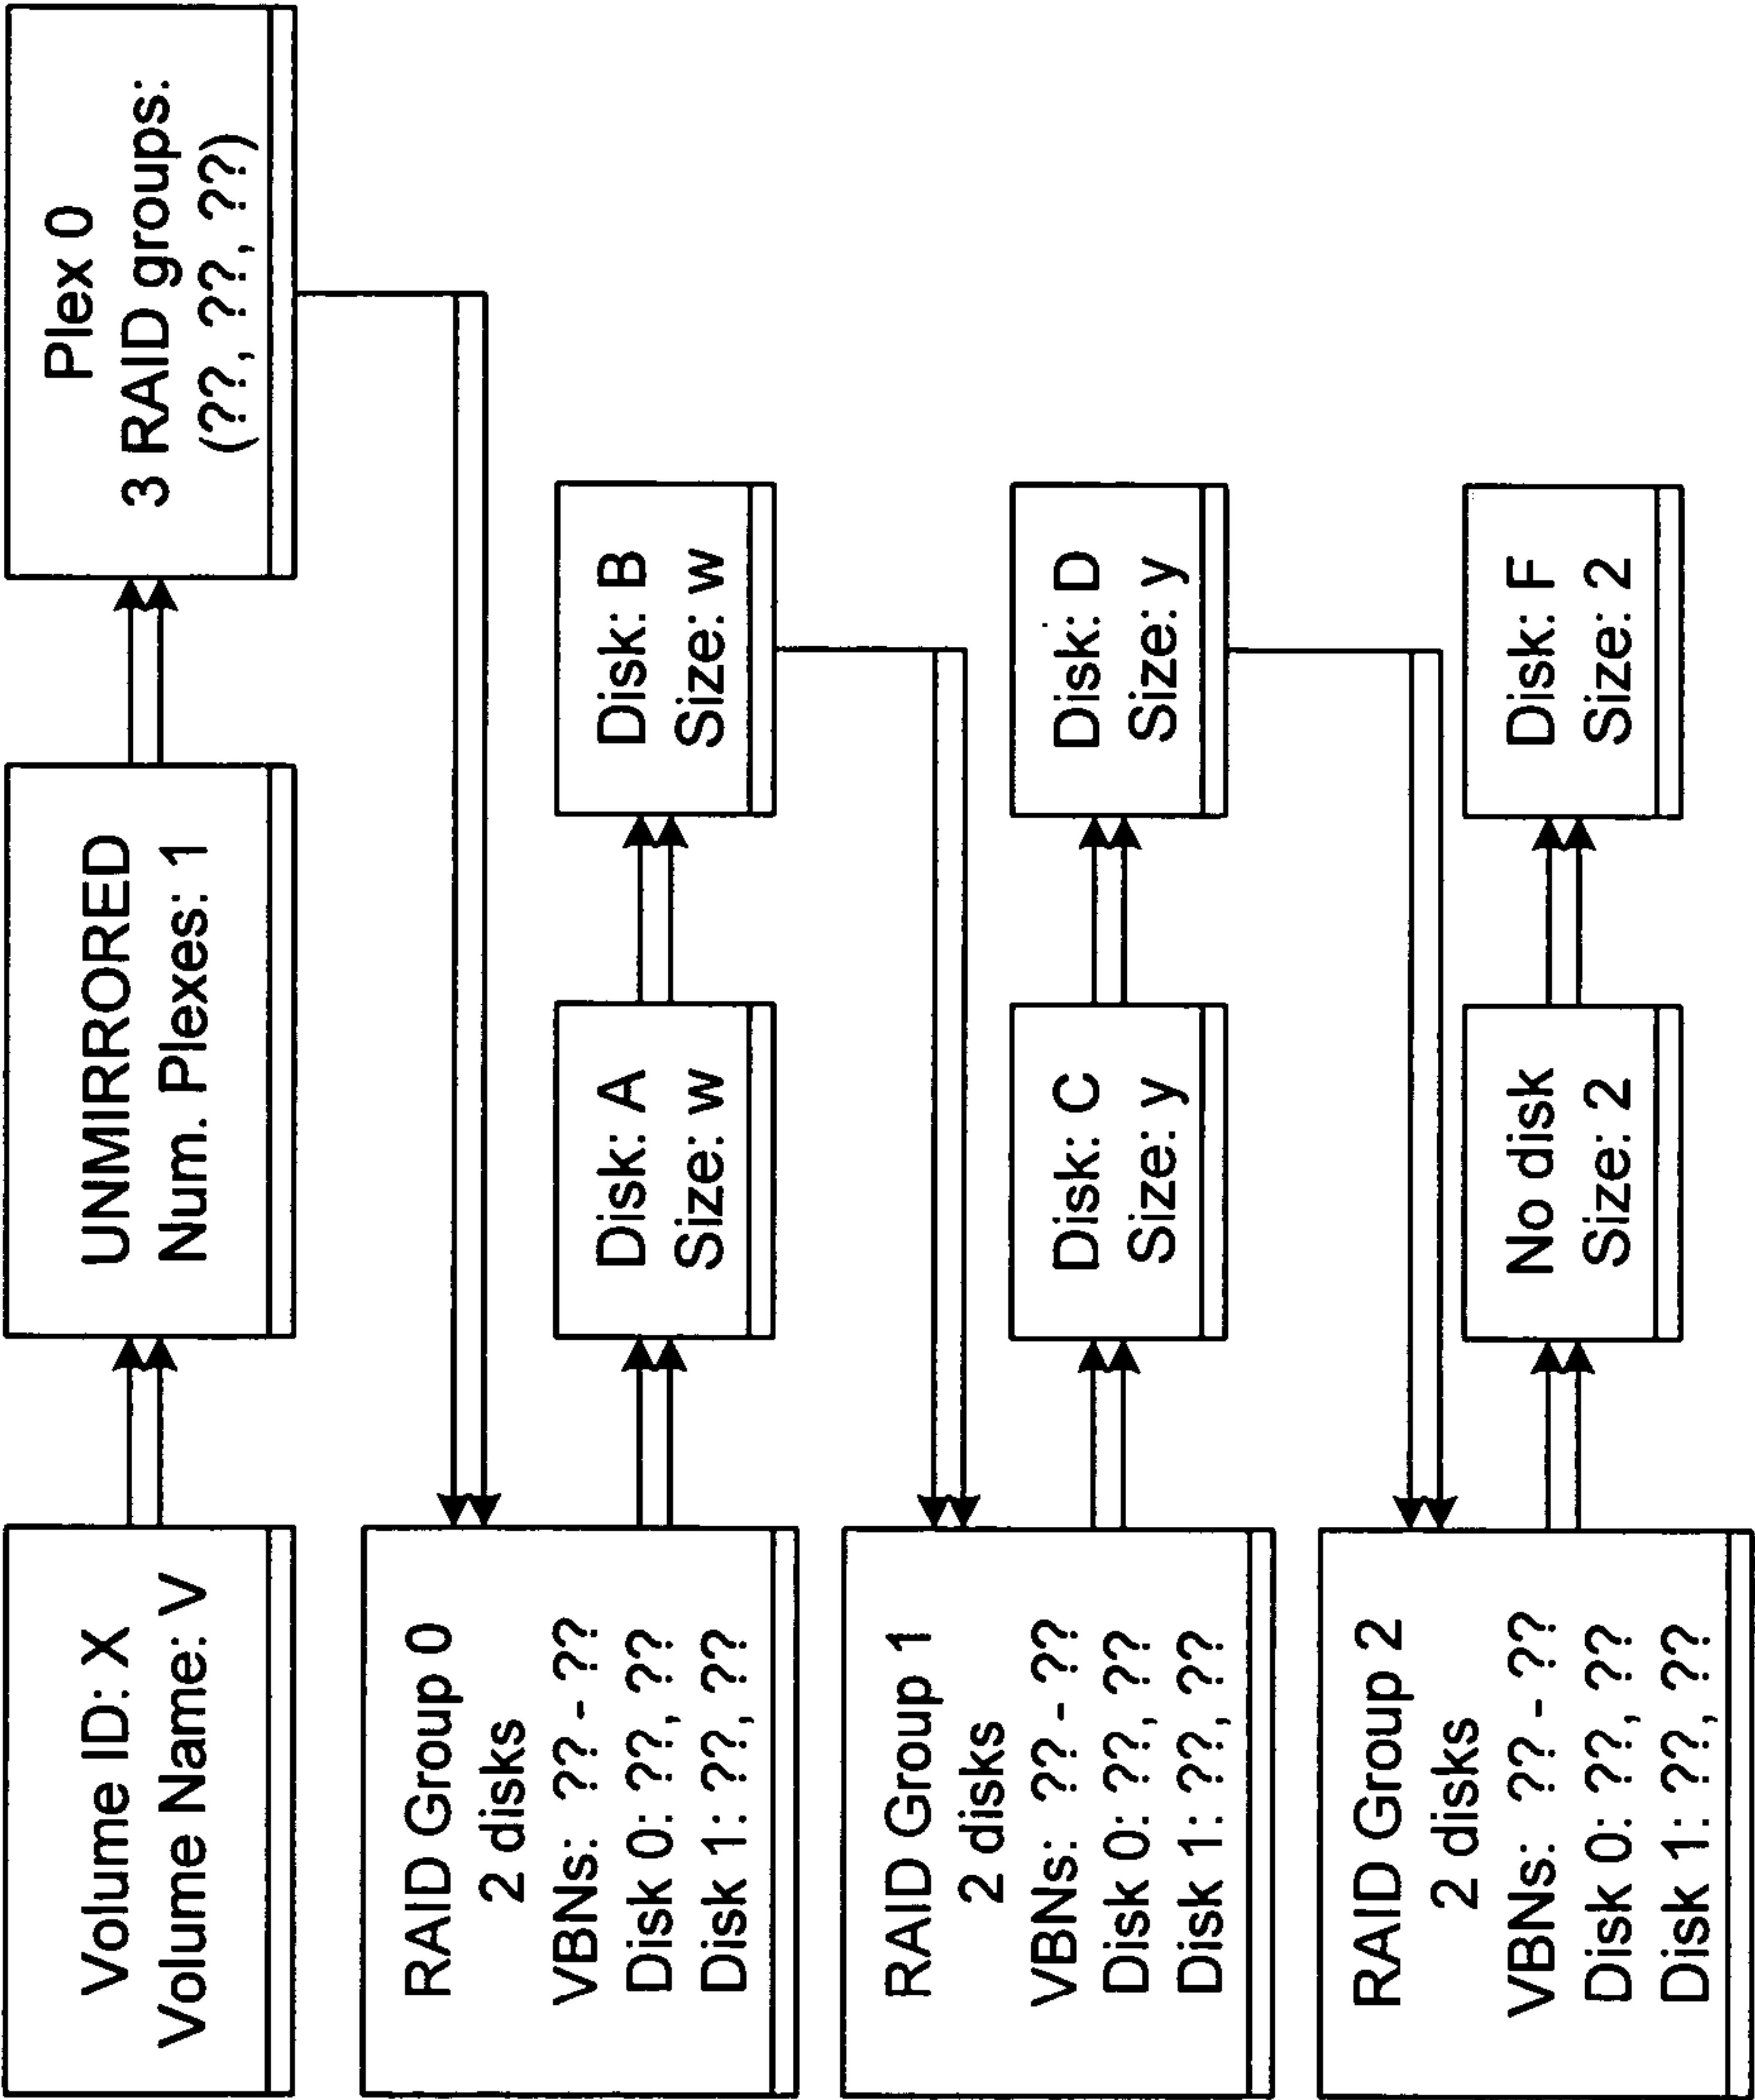 Volume ID: X
Volume Name: V
UNMIRRORED
Num. Plexes: 1
Plex 0
3 RAID groups:
(??, ??, ??)
RAID Group 0
2 disks
VBNs: ?? - ??
Disk 0: ??, ??
Disk 1: ??, ??
Disk: A
Size: w
Disk: B
Size: w
RAID Group 1
2 disks
VBNs: ?? - ??
Disk 0: ??, ??
Disk 1: ??, ??
Disk: C
Size: y
Disk: D
Size: y
RAID Group 2
2 disks
VBNs: ?? - ??
Disk 0: ??, ??
Disk 1: ??, ??
No disk
Size: 2
Disk: F
Size: 2